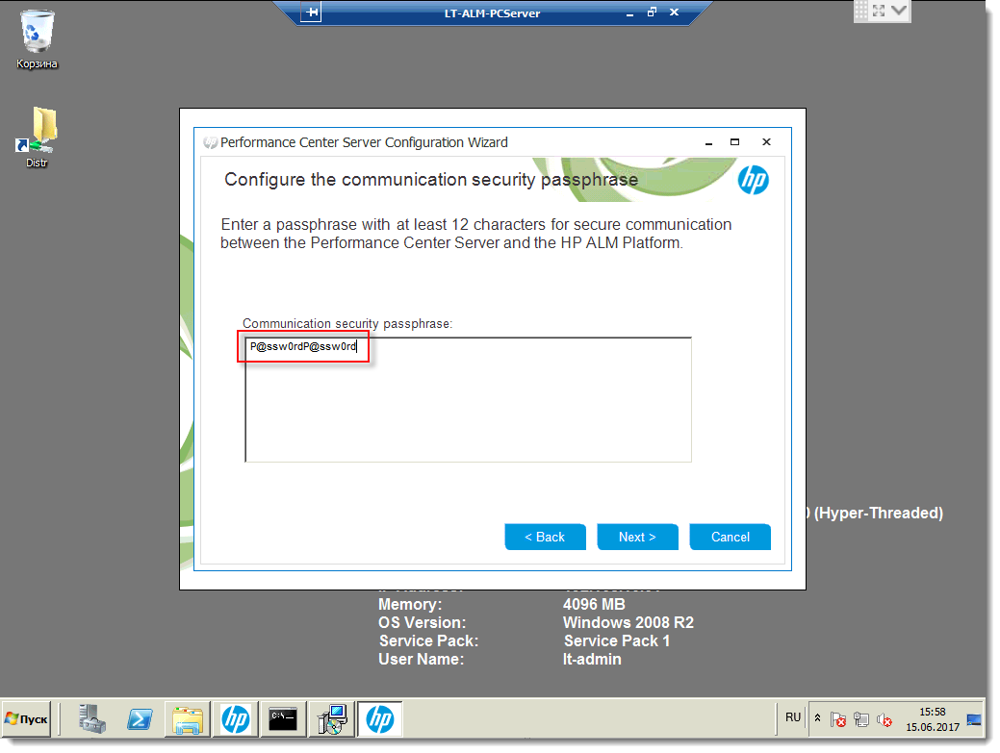 LT-ALM-PCServer
Корзина
Distr
Performance Center Server Configuration Wizard
Configure the communication security passphrase
hp
Enter a passphrase with at least 12 characters for secure communication
between the Performance Center Server and the HP ALM Platform.
Communication security passphrase:
P@ssw0rdP@ssw0rd
< Back
Next >
Cancel
(Hyper-Threaded)
Memory: 4096 MB
OS Version: Windows 2008 R2
Service Pack: Service Pack 1
User Name: lt-admin
Пуск
hp
C:\
hp
RU
15:58
15.06.2017